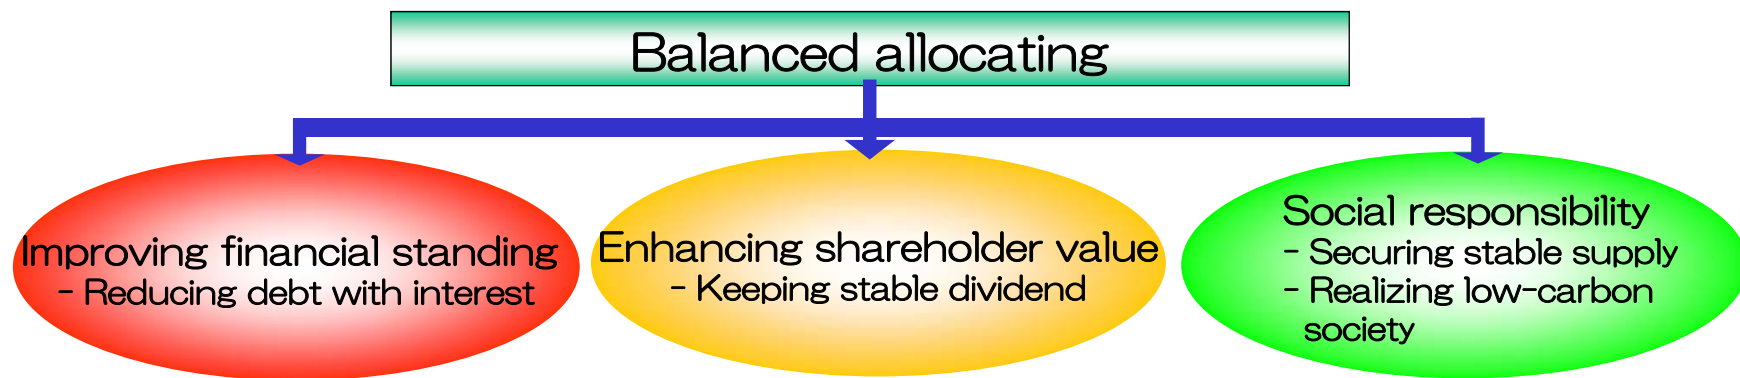 Balanced allocating
Improving financial standing
- Reducing debt with interest
Enhancing shareholder value
- Keeping stable dividend
Social responsibility
- Securing stable supply
- Realizing low-carbon
society